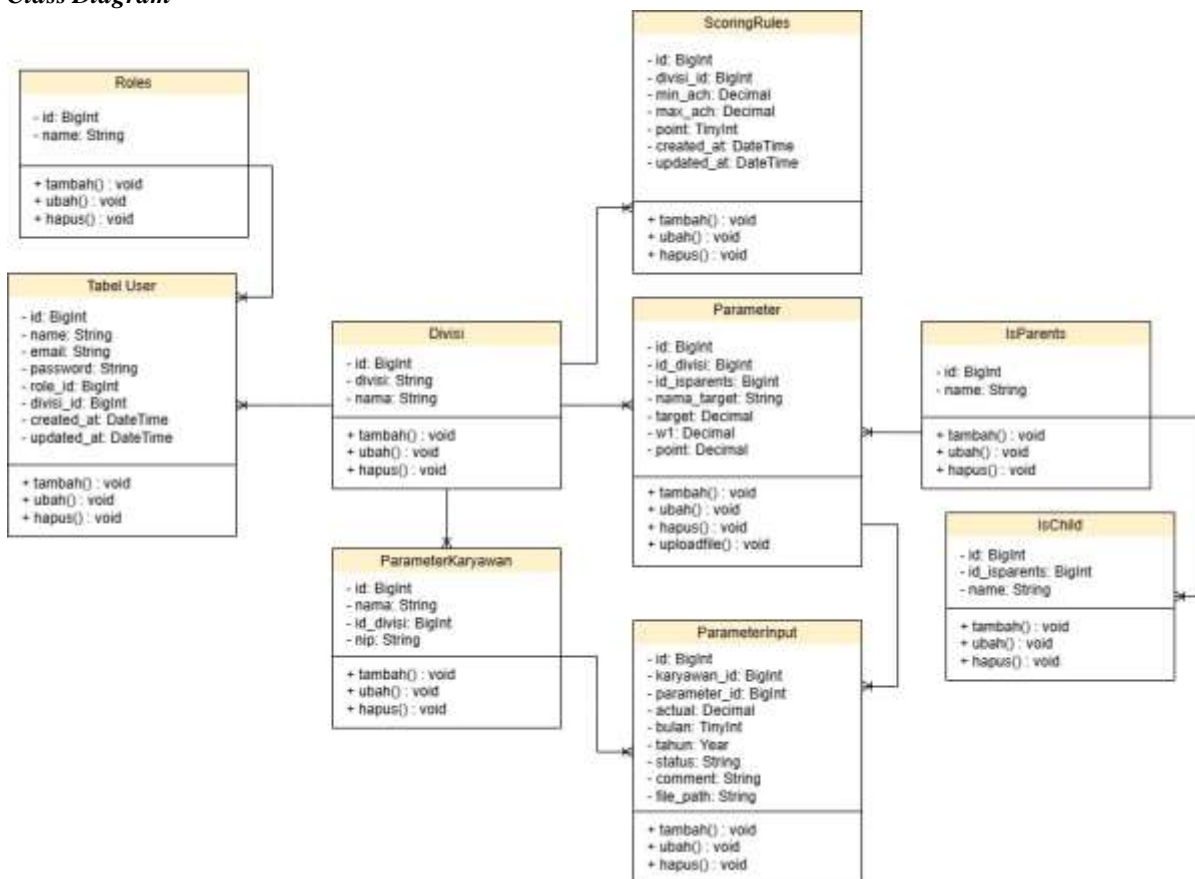 Class Diagram
Roles
- id: BigInt
- name: String
+ tambah() : void
+ ubah() : void
+ hapus() : void
Tabel User
- id: BigInt
- name: String
- email: String
- password: String
- role_id: BigInt
- divisi_id: BigInt
- created_at: DateTime
- updated_at: DateTime
+ tambah() : void
+ ubah() : void
+ hapus() : void
Divisi
- id: BigInt
- divisi: String
- nama: String
+ tambah() : void
+ ubah() : void
+ hapus() : void
ParameterKaryawan
- id: BigInt
- nama: String
- id_divisi: BigInt
- nip: String
+ tambah() : void
+ ubah() : void
+ hapus() : void
ScoringRules
- id: BigInt
- divisi_id: BigInt
- min_ach: Decimal
- max_ach: Decimal
- point: TinyInt
- created_at: DateTime
- updated_at: DateTime
+ tambah() : void
+ ubah() : void
+ hapus() : void
Parameter
- id: BigInt
- id_divisi: BigInt
- id_isparents: BigInt
- nama_target: String
- target: Decimal
- w1: Decimal
- point: Decimal
+ tambah() : void
+ ubah() : void
+ hapus() : void
+ uploadfile() : void
ParameterInput
- id: BigInt
- karyawan_id: BigInt
- parameter_id: BigInt
- actual: Decimal
- bulan: TinyInt
- tahun: Year
- status: String
- comment: String
- file_path: String
+ tambah() : void
+ ubah() : void
+ hapus() : void
IsParents
- id: BigInt
- name: String
+ tambah() : void
+ ubah() : void
+ hapus() : void
IsChild
- id: BigInt
- id_isparents: BigInt
- name: String
+ tambah() : void
+ ubah() : void
+ hapus() : void